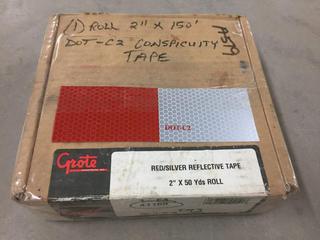 (1) ROLL 2" X 150'
DOT-C2 CONSPICUITY
TAPE
DOT-C2
Grote
RED/SILVER REFLECTIVE TAPE
2" X 50 Yds ROLL